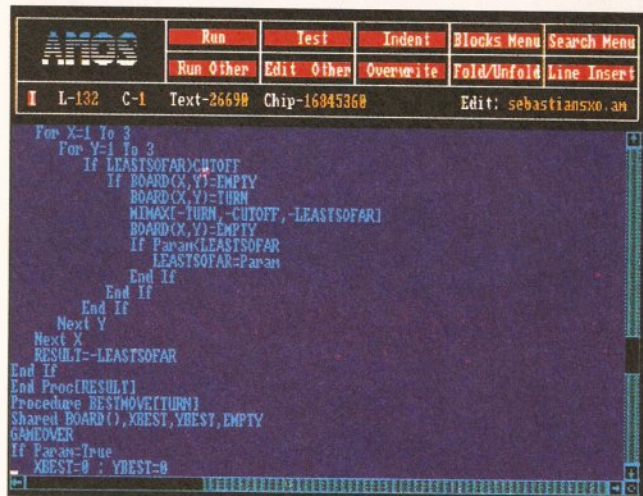 AMOS
Run Test Indent Blocks Menu Search Menu
Run Other Edit Other Overwrite Fold/Unfold Line Insert
I L-132 C-1 Text-26690 Chip-16845360 Edit: sebastiansxo.am
For X=1 To 3
For Y=1 To 3
If LEASTSOFAR>CUTOFF
If BOARD(X,Y)=EMPTY
BOARD(X,Y)=TURN
MIMAX[-TURN,-CUTOFF,-LEASTSOFAR]
BOARD(X,Y)=EMPTY
If Param<LEASTSOFAR
LEASTSOFAR=Param
End If
End If
End If
Next Y
Next X
RESULT=-LEASTSOFAR
End If
End Proc[RESULT]
Procedure BESTMOVE[TURN]
Shared BOARD(),XBEST,YBEST,EMPTY
GAMEOVER
If Param=True
XBEST=0 : YBEST=0